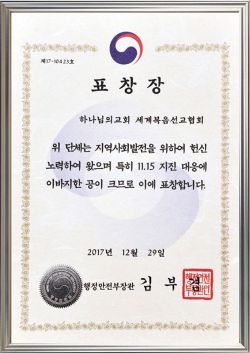 제17-10423호
표창장
하나님의교회 세계복음선교협회
위 단체는 지역사회발전을 위하여 헌신
노력하여 왔으며 특히 11.15 지진 대응에
이바지한 공이 크므로 이에 표창합니다.
2017년 12월 29일
행정안전부장관 김부겸